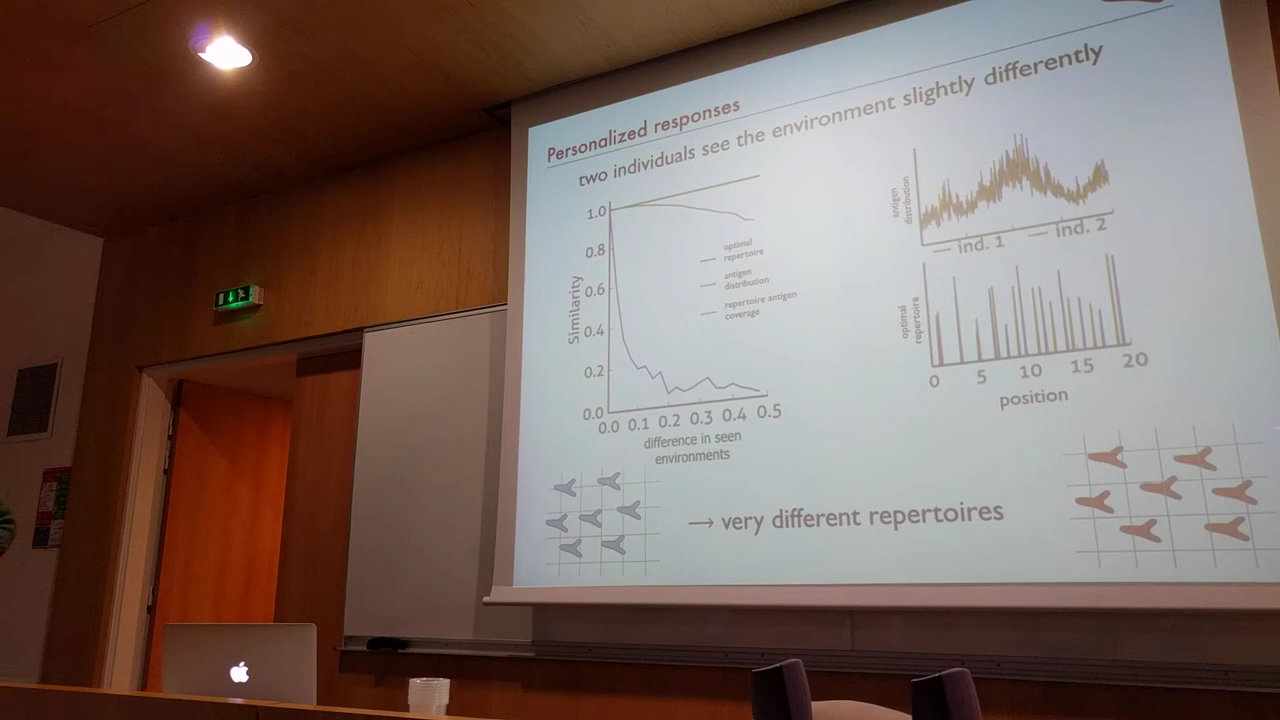 Personalized responses
two individuals see the environment slightly differently
1.0
0.8
0.6
0.4
0.2
0.0
Similarity
0.0 0.1 0.2 0.3 0.4 0.5
difference in seen
environments
optimal
repertoire
antigen
distribution
repertoire antigen
coverage
antigen
distribution
ind. 1
ind. 2
optimal
repertoire
0 5 10 15 20
position
→ very different repertoires